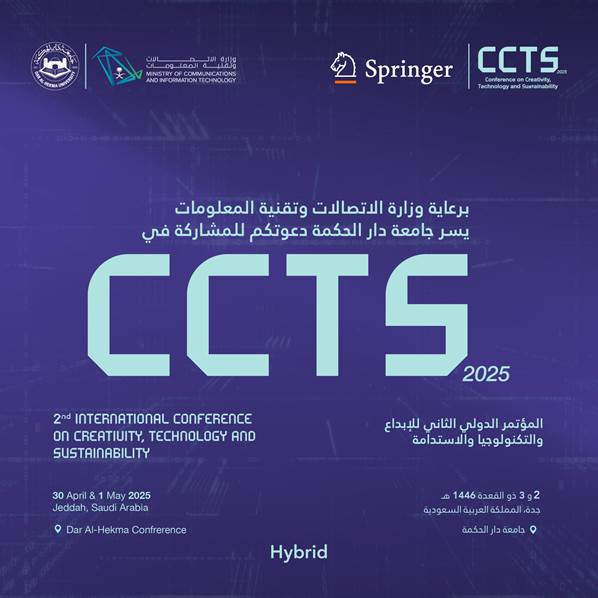 وزارة الاتصالات
وتقنية المعلومات
MINISTRY OF COMMUNICATIONS
AND INFORMATION TECHNOLOGY
Springer
CCTS 2025
Conference on Creativity,
Technology and Sustainability
برعاية وزارة الاتصالات وتقنية المعلومات
يسر جامعة دار الحكمة دعوتكم للمشاركة في
CCTS
2025
2nd INTERNATIONAL CONFERENCE
ON CREATIVITY, TECHNOLOGY AND
SUSTAINABILITY
المؤتمر الدولي الثاني للإبداع
والتكنولوجيا والاستدامة
30 April & 1 May 2025
Jeddah, Saudi Arabia
Dar Al-Hekma Confrerence
2 و 3 ذو القعدة 1446 هـ
جدة، المملكة العربية السعودية
جامعة دار الحكمة
Hybrid